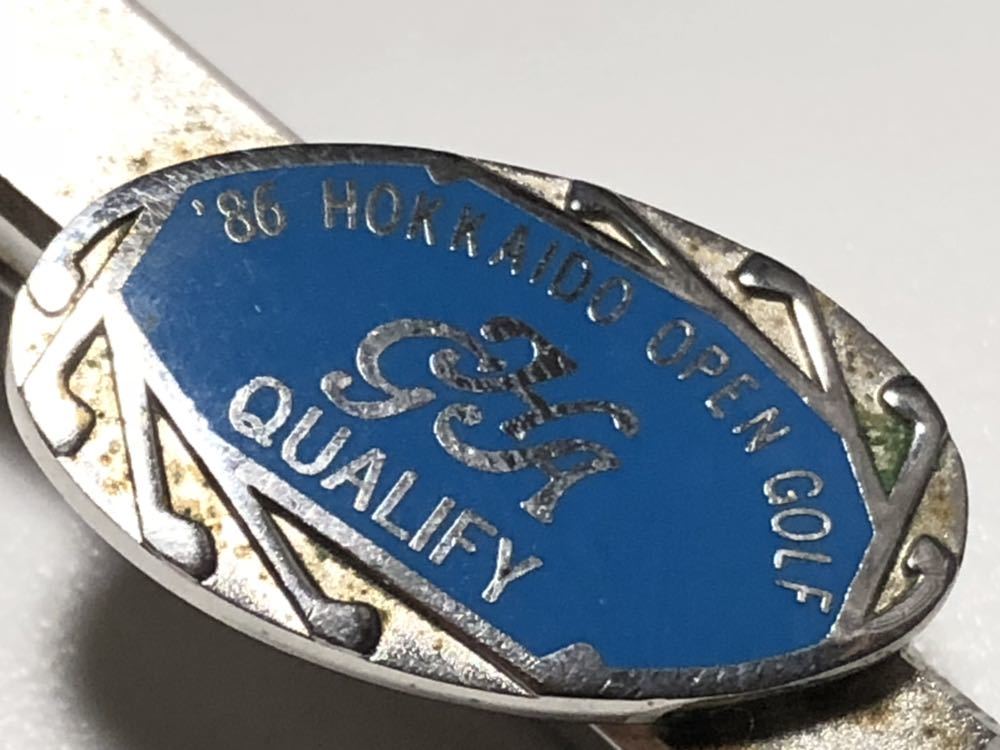 '86 HOKKAIDO OPEN GOLF
QUALIFY